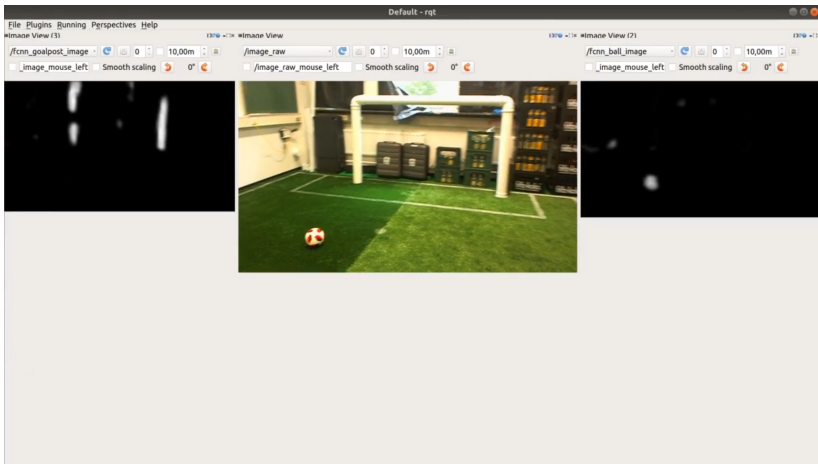 Default - rqt
File Plugins Running Perspectives Help
Image View (3)
/fcnn_goalpost_image 0 10,00m
_image_mouse_left Smooth scaling 0°
Image View
/image_raw 0 10,00m
/image_raw_mouse_left Smooth scaling 0°
Image View (2)
/fcnn_ball_image 0 10,00m
_image_mouse_left Smooth scaling 0°